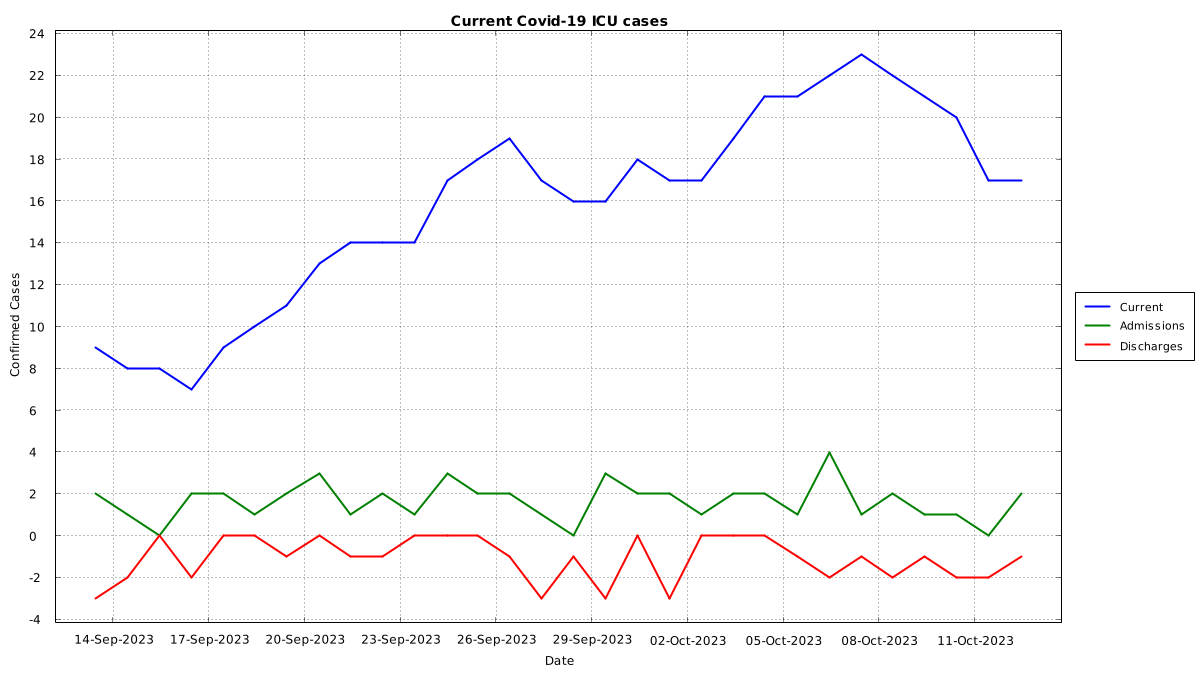 Current Covid-19 ICU cases
24
22
20
18
16
14
12
10
8
6
4
2
0
-2
-4
Confirmed Cases
14-Sep-2023 17-Sep-2023 20-Sep-2023 23-Sep-2023 26-Sep-2023 29-Sep-2023 02-Oct-2023 05-Oct-2023 08-Oct-2023 11-Oct-2023
Date
Current
Admissions
Discharges